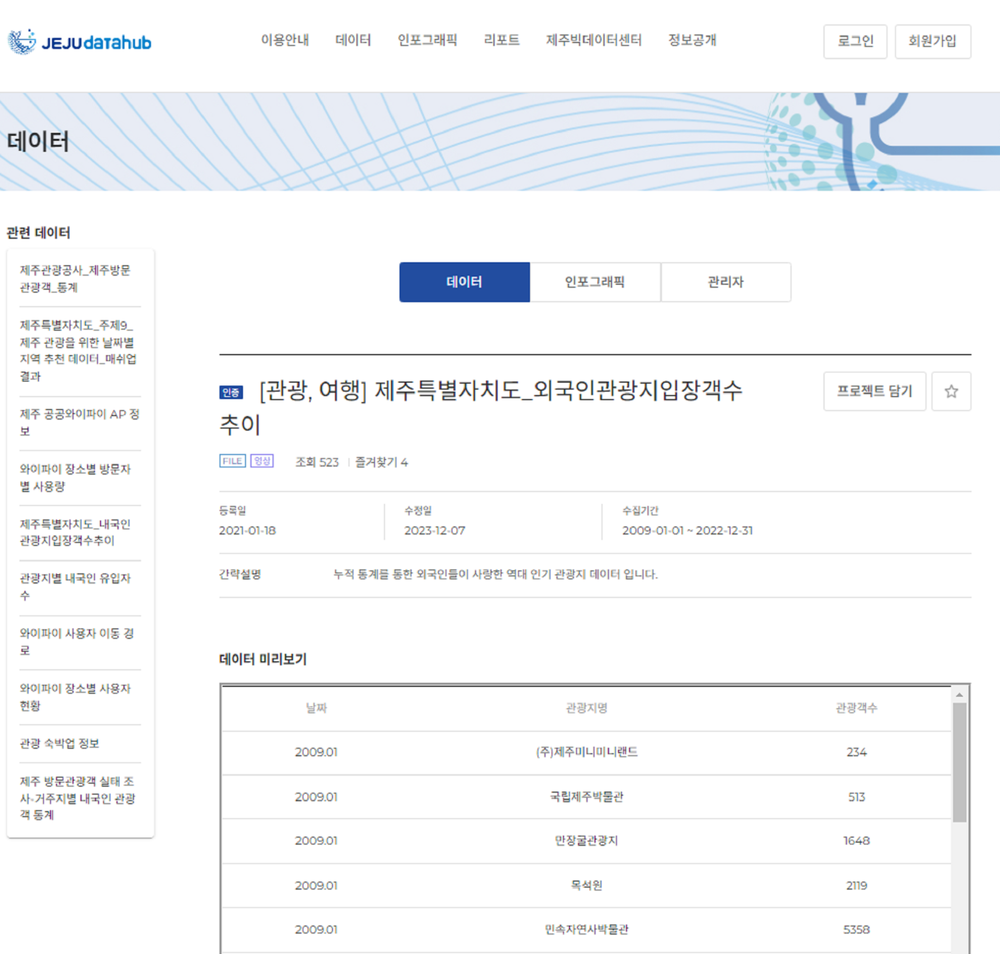 JEJUdatahub
이용안내 데이터 인포그래픽 리포트 제주빅데이터센터 정보공개 로그인 회원가입
데이터
관련 데이터
제주관광공사_제주방문
관광객_통계
제주특별자치도_주제9_
제주 관광을 위한 날짜별
지역 추천 데이터_매쉬업
결과
제주 공공와이파이 AP 정
보
와이파이 장소별 방문자
별 사용량
제주특별자치도_내국인
관광지입장객수추이
관광지별 내국인 유입자
수
와이파이 사용자 이동 경
로
와이파이 장소별 사용자
현황
관광 숙박업 정보
제주 방문관광객 실태 조
사-거주지별 내국인 관광
객 통계
데이터 인포그래픽 관리자
인증 [관광, 여행] 제주특별자치도_외국인관광지입장객수
추이
프로젝트 담기
FILE 영상 조회 523 즐겨찾기 4
등록일 수정일 수집기간
2021-01-18 2023-12-07 2009-01-01 ~ 2022-12-31
간략설명 누적 통계를 통한 외국인들이 사랑한 역대 인기 관광지 데이터 입니다.
데이터 미리보기
날짜 관광지명 관광객수
2009.01 (주)제주미니미니랜드 234
2009.01 국립제주박물관 513
2009.01 만장굴관광지 1648
2009.01 목석원 2119
2009.01 민속자연사박물관 5358